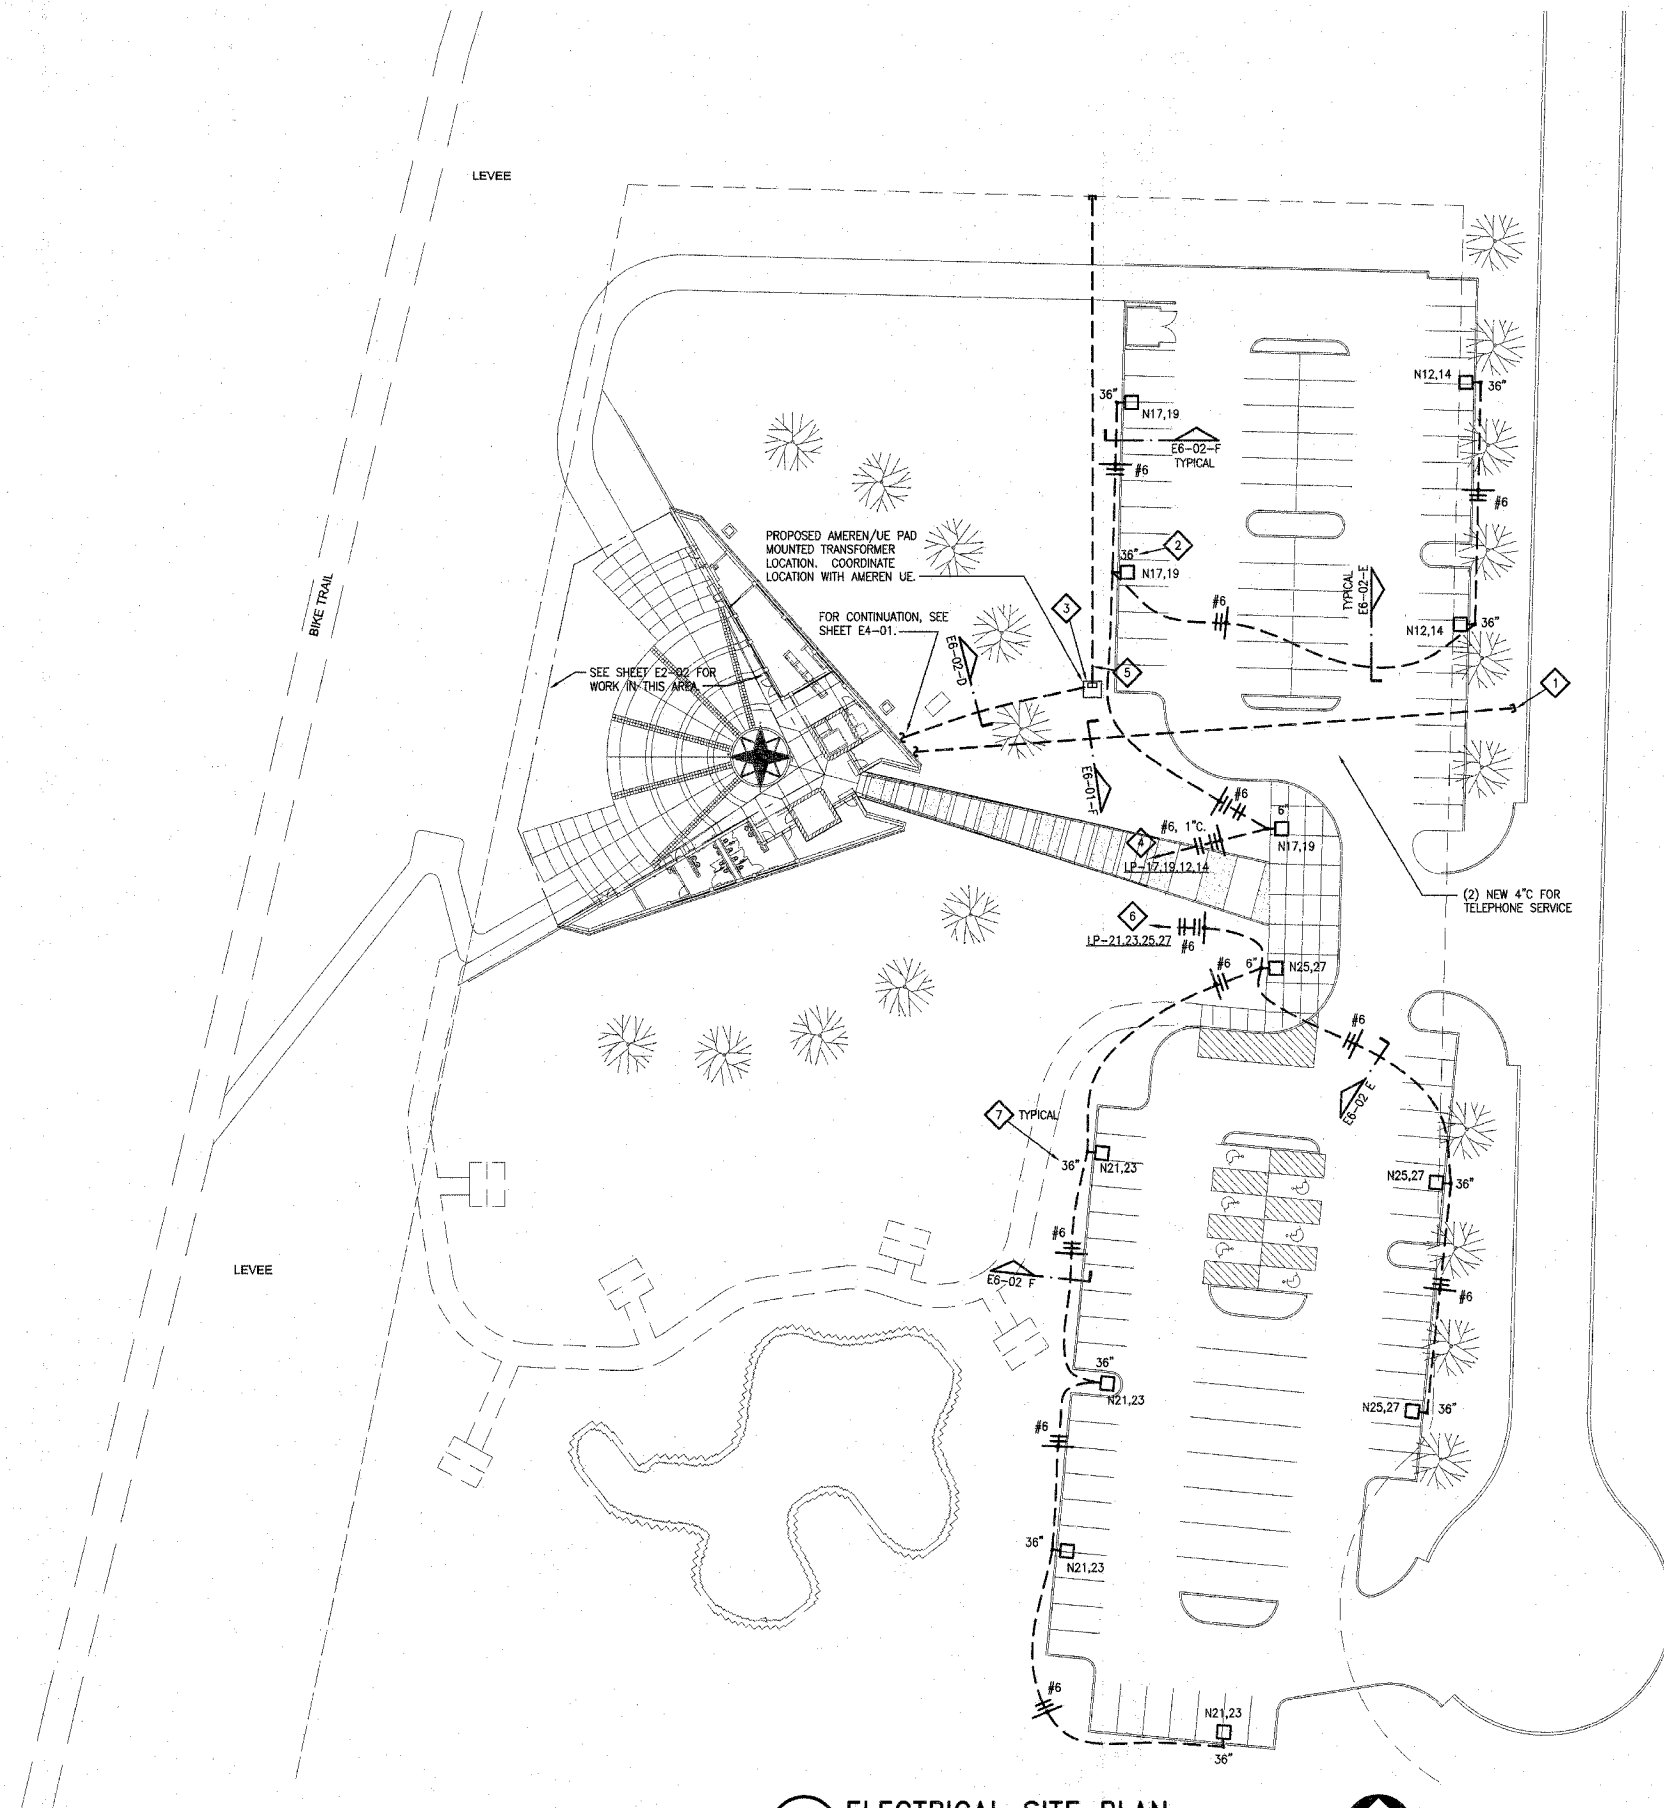 LEVEE
BIKE TRAIL
N12,14
36"
36"
N17,19
E6-02-F
TYPICAL
#6
#6
PROPOSED AMEREN/UE PAD
MOUNTED TRANSFORMER
LOCATION. COORDINATE
LOCATION WITH AMEREN UE.
2
36"
N17,19
TYPICAL
E6-02-E
#6
3
FOR CONTINUATION, SEE
SHEET E4-01.
N12,14
36"
E6-02-D
SEE SHEET E2-02 FOR
WORK IN THIS AREA.
5
1
E6-01-F
#6
6"
#6, 1"C.
4
N17,19
LP-17,19,12,14
(2) NEW 4"C FOR
TELEPHONE SERVICE
6
LP-21,23,25,27
#6
#6
6"
N25,27
#6
E6-02 E
7
TYPICAL
36"
N21,23
N25,27
36"
#6
E6-02 F
LEVEE
#6
36"
N21,23
N25,27
36"
#6
36"
N21,23
#6
N21,23
36"
ELECTRICAL SITE PLAN